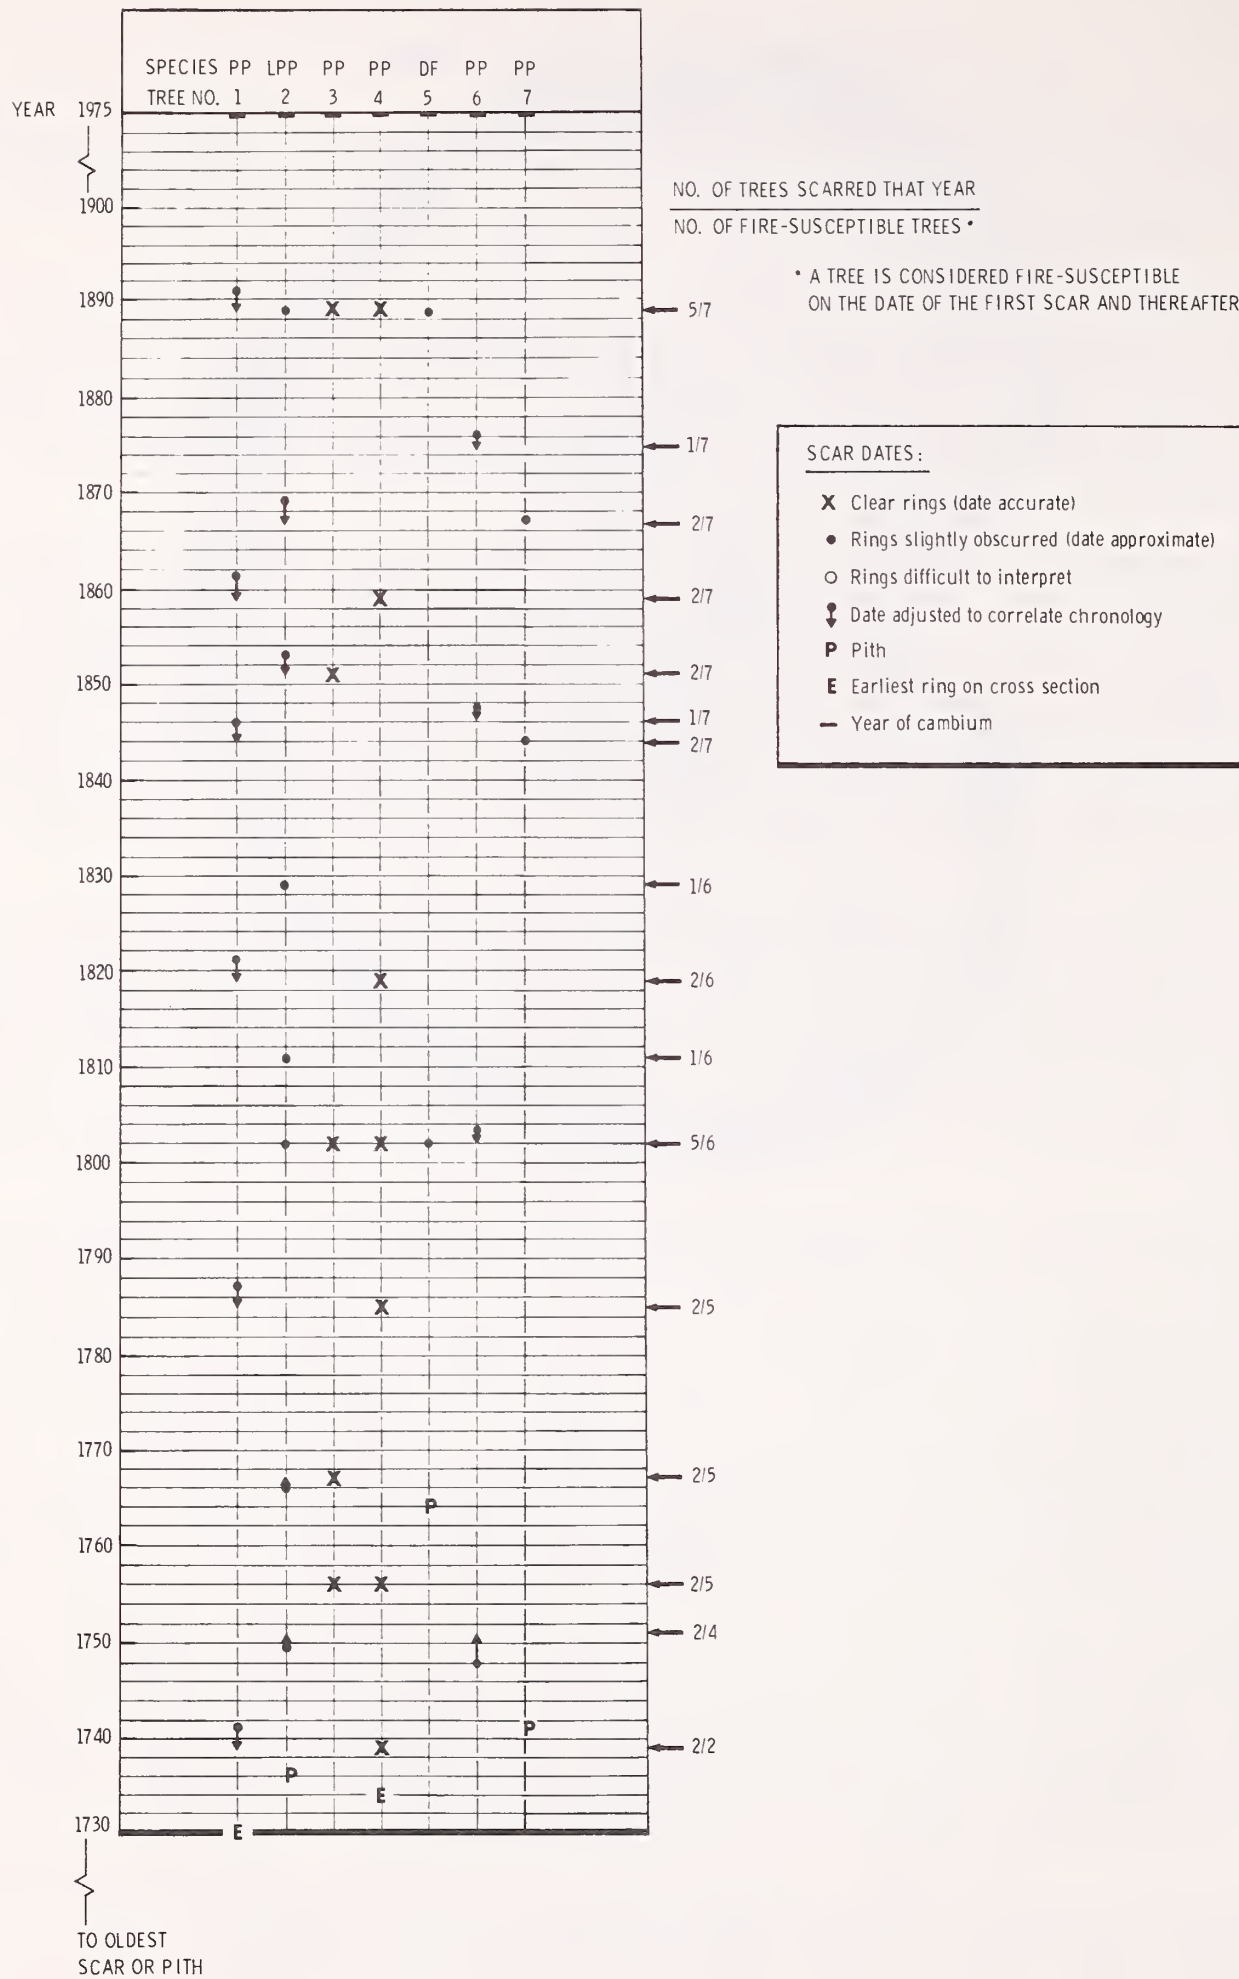 SPECIES PP LPP PP PP DF PP PP
TREE NO. 1 2 3 4 5 6 7
YEAR 1975
NO. OF TREES SCARRED THAT YEAR
NO. OF FIRE-SUSCEPTIBLE TREES *
1900
* A TREE IS CONSIDERED FIRE-SUSCEPTIBLE
ON THE DATE OF THE FIRST SCAR AND THEREAFTER
1890 X X 5/7
1880
1/7
SCAR DATES:
X Clear rings (date accurate)
● Rings slightly obscurred (date approximate)
○ Rings difficult to interpret
Date adjusted to correlate chronology
P Pith
E Earliest ring on cross section
— Year of cambium
1870
2/7
1860 X 2/7
X 2/7
1850
1/7
2/7
1840
1830
1/6
1820 X 2/6
1/6
1810
X X 5/6
1800
1790
X 2/5
1780
1770
X 2/5
P
1760
X X 2/5
2/4
1750
P
1740 X 2/2
P
E
1730
E
TO OLDEST
SCAR OR PITH